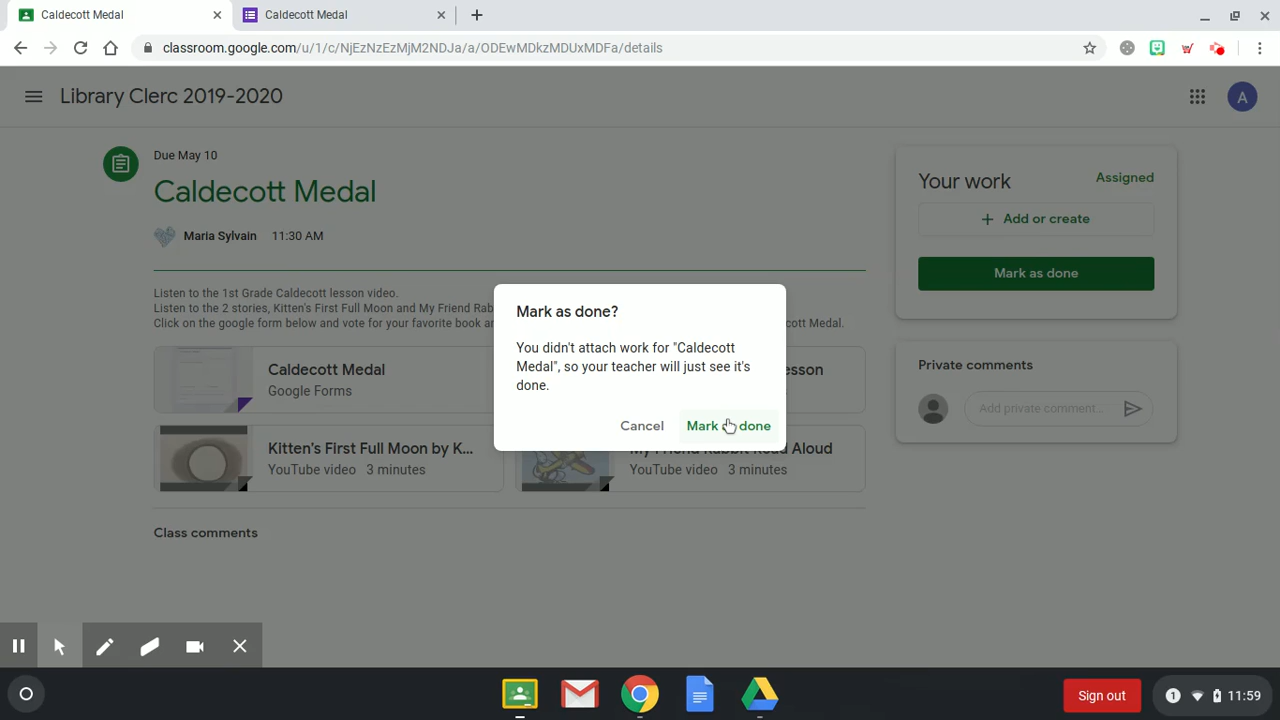 Caldecott Medal
Caldecott Medal
classroom.google.com/u/1/c/NjEzNzEzMjM2NDJa/a/ODEwMDkzMDUxMDFa/details
Library Clerc 2019-2020
A
Due May 10
Caldecott Medal
Maria Sylvain 11:30 AM
Listen to the 1st Grade Caldecott lesson video.
Listen to the 2 stories, Kitten's First Full Moon and My Friend Rab
Click on the google form below and vote for your favorite book a
cott Medal.
Caldecott Medal
Google Forms
esson
Kitten's First Full Moon by K...
YouTube video 3 minutes
My Friend Rabbit Read Aloud
YouTube video 3 minutes
Class comments
Your work
Assigned
+ Add or create
Mark as done
Private comments
Add private comment...
Mark as done?
You didn't attach work for "Caldecott
Medal", so your teacher will just see it's
done.
Cancel
Mark done
Sign out
1
11:59